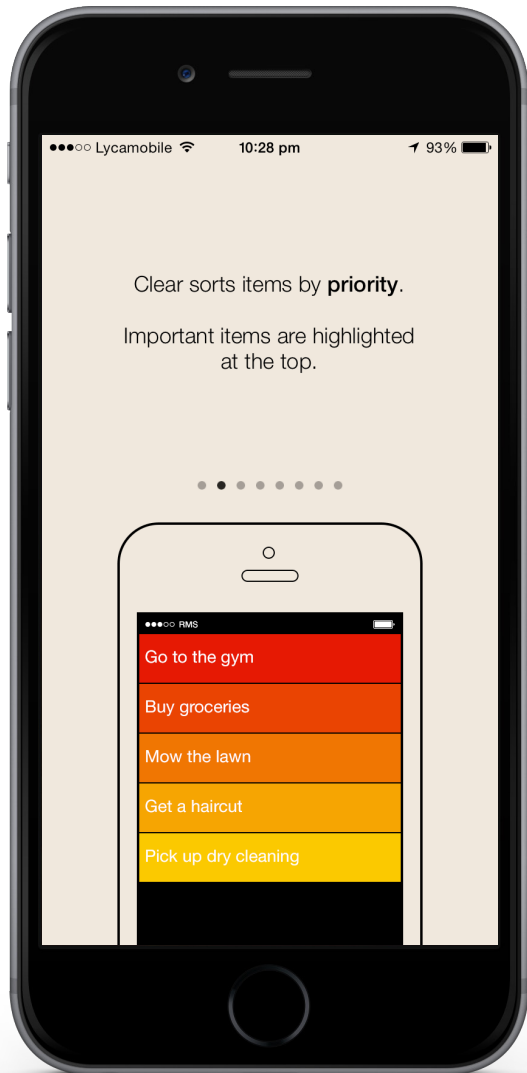 Lycamobile 10:28 pm 93%
Clear sorts items by priority.
Important items are highlighted
at the top.
RMS
Go to the gym
Buy groceries
Mow the lawn
Get a haircut
Pick up dry cleaning